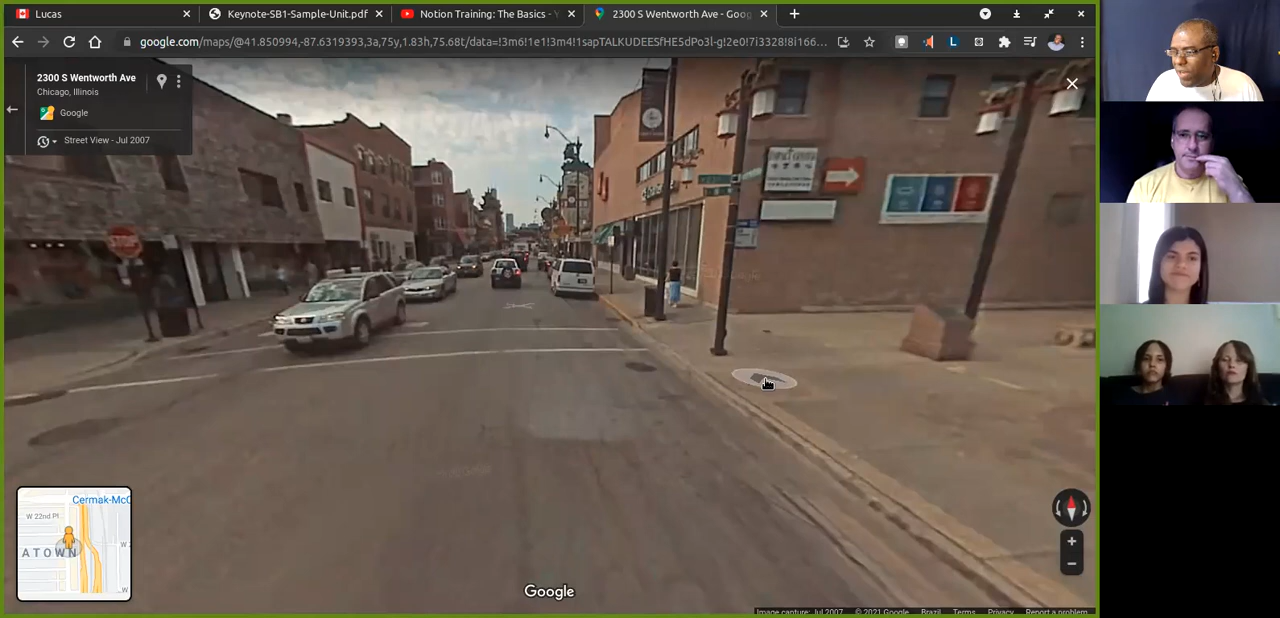 Lucas
Keynote-SB1-Sample-Unit.pdf
Notion Training: The Basics -
2300 S Wentworth Ave - Goog
google.com/maps/@41.850994,-87.6319393,3a,75y,1.83h,75.68t/data=!3m6!1e1!3m4!1sapTALKUDEESfHE5dPo3l-g!2e0!7i3328!8i166...
2300 S Wentworth Ave
Chicago, Illinois
Google
Street View - Jul 2007
STOP
Cermak-McC
W 22nd Pl
ATOWN
W
W
Google
Image capture: Jul 2007 © 2021 Google Brazil Terms Privacy Report a problem